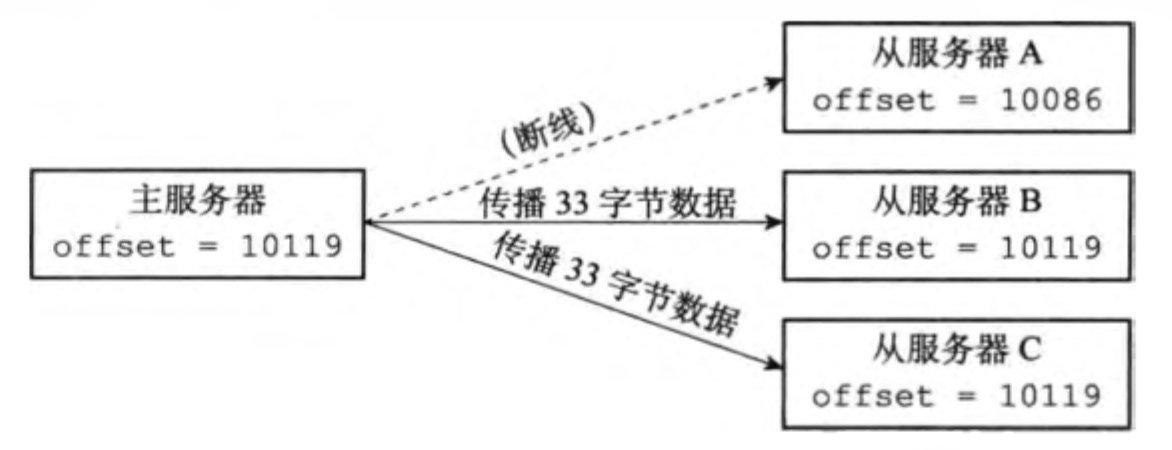 从服务器 A
offset = 10086
(断线)
主服务器
offset = 10119
传播 33 字节数据
从服务器 B
offset = 10119
传播 33 字节数据
从服务器 C
offset = 10119